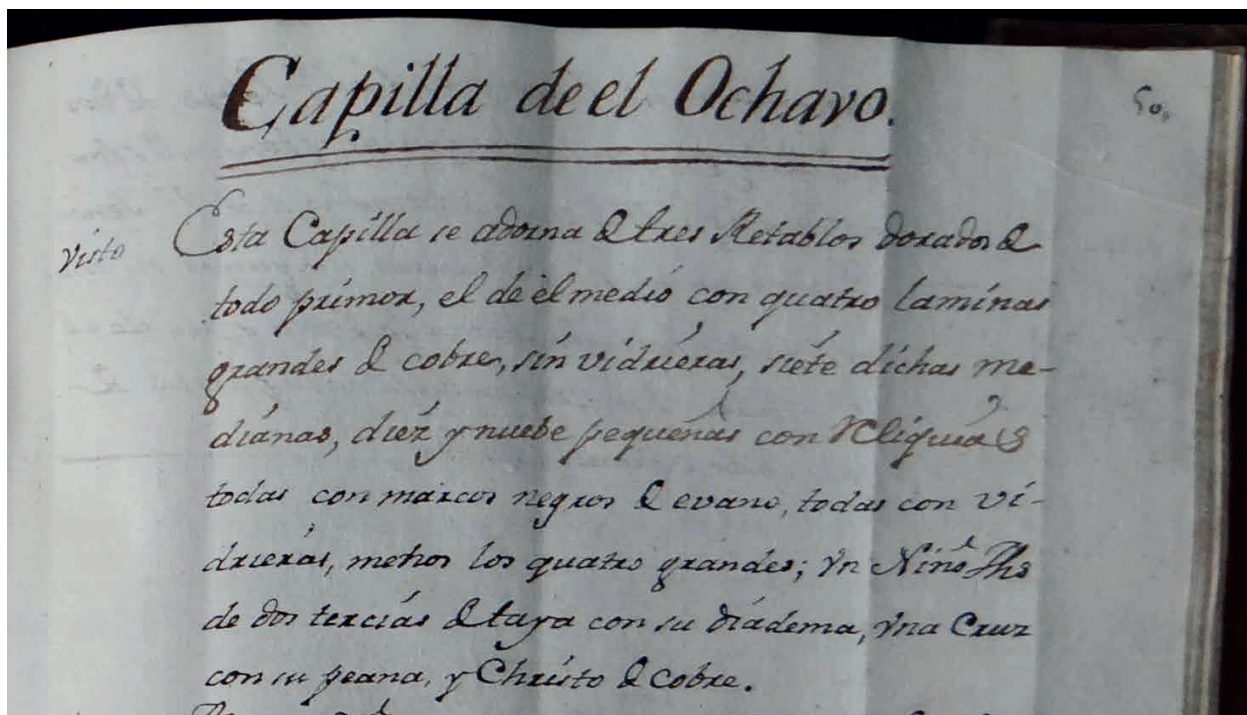 Capilla de el Ochavo.
50.
visto
Esta Capilla se adorna de tres Retablos dorados de
todo primor, el de èl medio con quatro laminas
grandes de cobre, sin vidrieras, siete dichas me-
dianas, diez y nuebe pequeñas con Reliquias
todas con marcos negros de evano, todas con vi-
drieras, menos los quatro grandes; Vn Niño Jhs
de dos tercias de taya con su diadema, Vna Cruz
con su peana, y Christo de cobre.